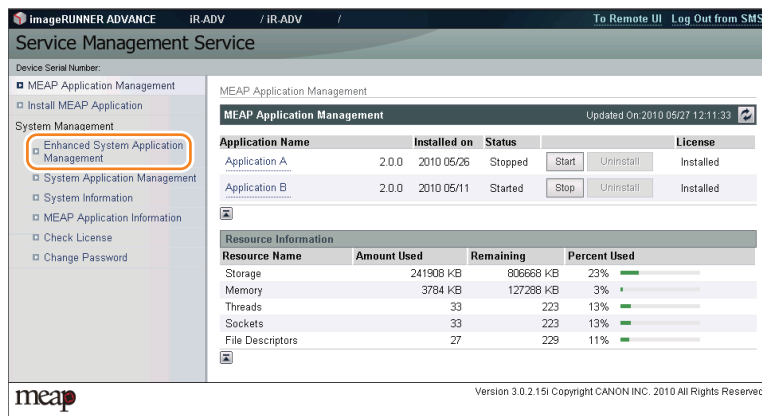 imageRUNNER ADVANCE iR-ADV / iR-ADV / To Remote UI Log Out from SMS
Service Management Service
Device Serial Number:
MEAP Application Management
Install MEAP Application
System Management
Enhanced System Application
Management
System Application Management
System Information
MEAP Application Information
Check License
Change Password
MEAP Application Management
MEAP Application Management Updated On:2010 05/27 12:11:33
Application Name Installed on Status License
Application A 2.0.0 2010 05/26 Stopped Start Uninstall Installed
Application B 2.0.0 2010 05/11 Started Stop Uninstall Installed
Resource Information
Resource Name Amount Used Remaining Percent Used
Storage 241908 KB 806668 KB 23%
Memory 3784 KB 127288 KB 3%
Threads 33 223 13%
Sockets 33 223 13%
File Descriptors 27 229 11%
meap Version 3.0.2.15i Copyright CANON INC. 2010 All Rights Reserved